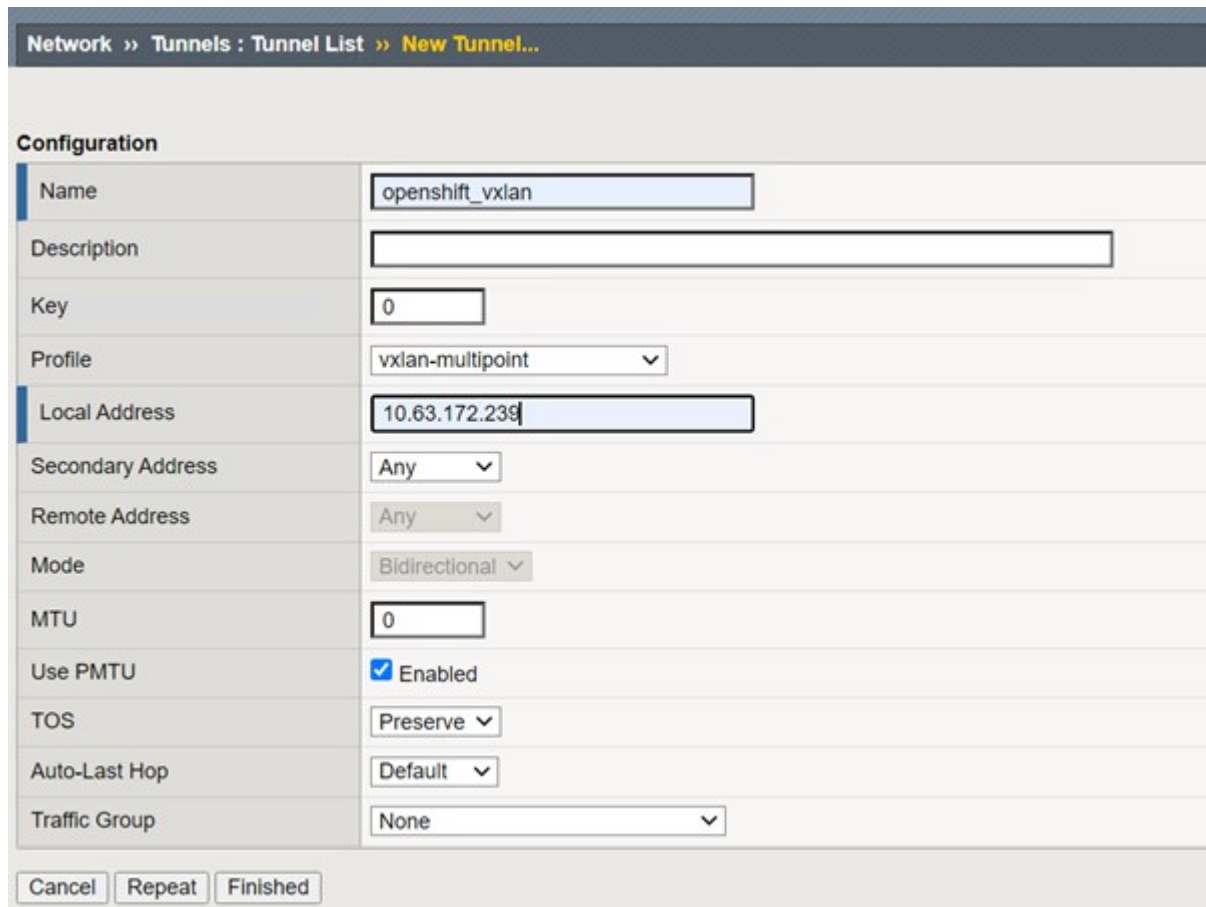 Network ›› Tunnels : Tunnel List ›› New Tunnel...
Configuration
Name openshift_vxlan
Description
Key 0
Profile vxlan-multipoint
Local Address 10.63.172.239
Secondary Address Any
Remote Address Any
Mode Bidirectional
MTU 0
Use PMTU Enabled
TOS Preserve
Auto-Last Hop Default
Traffic Group None
Cancel Repeat Finished